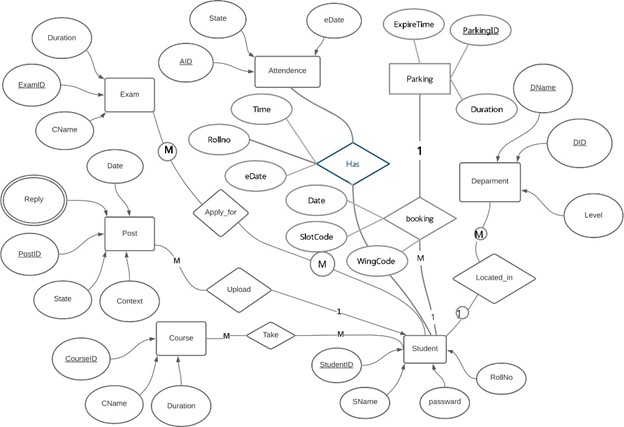 State
eDate
ExpireTime
ParkingID
Duration
AID
Attendence
Parking
ExamID
Exam
DName
Time
Duration
CName
Rollno
M
1
DID
Has
Date
eDate
Deparment
Reply
Date
Apply_for
booking
Level
Post
SlotCode
M
PostID
M
M
WingCode
M
Located_in
State
Context
Upload
1
1
1
Course
M
Take
M
Student
CourseID
StudentID
RollNo
CName
Duration
SName
passward